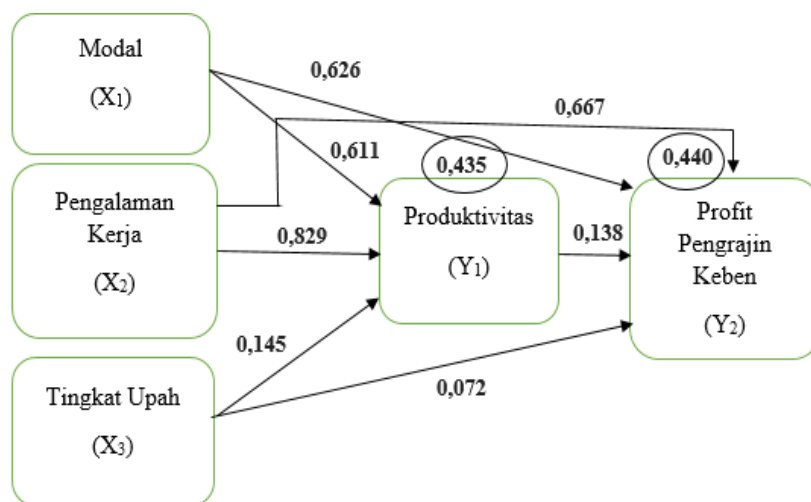 Modal
(X₁)
0,626
0,667
0,611
0,435
0,440
Pengalaman
Kerja
(X₂)
0,829
Produktivitas
(Y₁)
0,138
Profit
Pengrajin
Keben
(Y₂)
0,145
Tingkat Upah
(X₃)
0,072